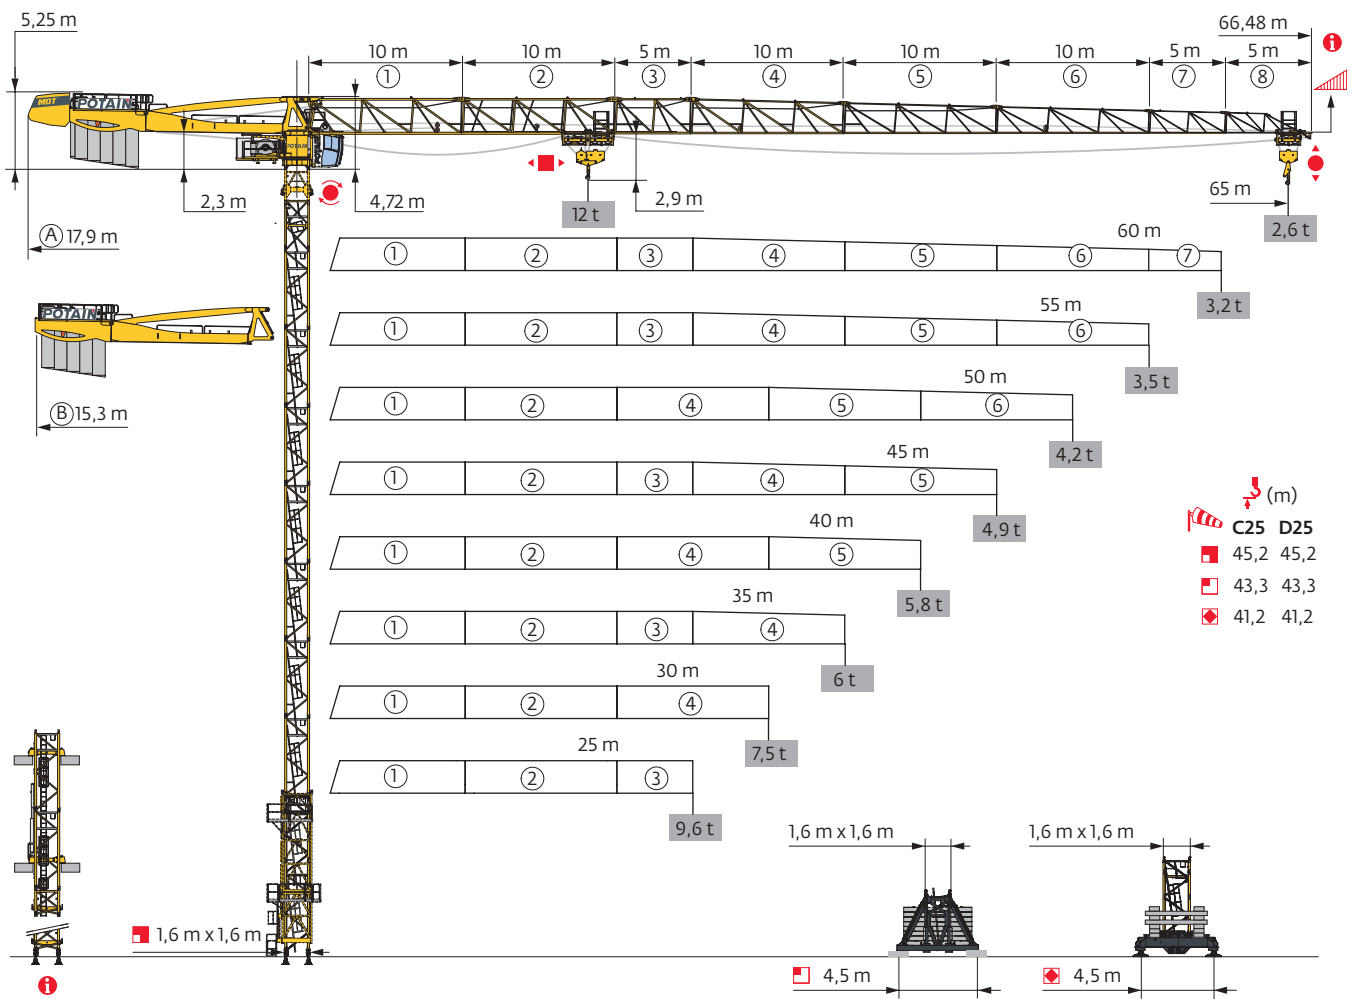 5,25 m
66,48 m
10 m 10 m 5 m 10 m 10 m 10 m 5 m 5 m
1 2 3 4 5 6 7 8
MDT POTAIN
POTAIN
2,3 m
4,72 m
2,9 m
65 m
12 t
2,6 t
A 17,9 m
60 m
1 2 3 4 5 6 7
3,2 t
POTAIN
55 m
1 2 3 4 5 6
3,5 t
B 15,3 m
50 m
1 2 4 5 6
4,2 t
45 m
1 2 3 4 5
4,9 t
(m)
C25 D25
45,2 45,2
43,3 43,3
41,2 41,2
40 m
1 2 4 5
5,8 t
35 m
1 2 3 4
6 t
30 m
1 2 4
7,5 t
25 m
1 2 3
9,6 t
1,6 m x 1,6 m
1,6 m x 1,6 m
1,6 m x 1,6 m
4,5 m
4,5 m
i
i